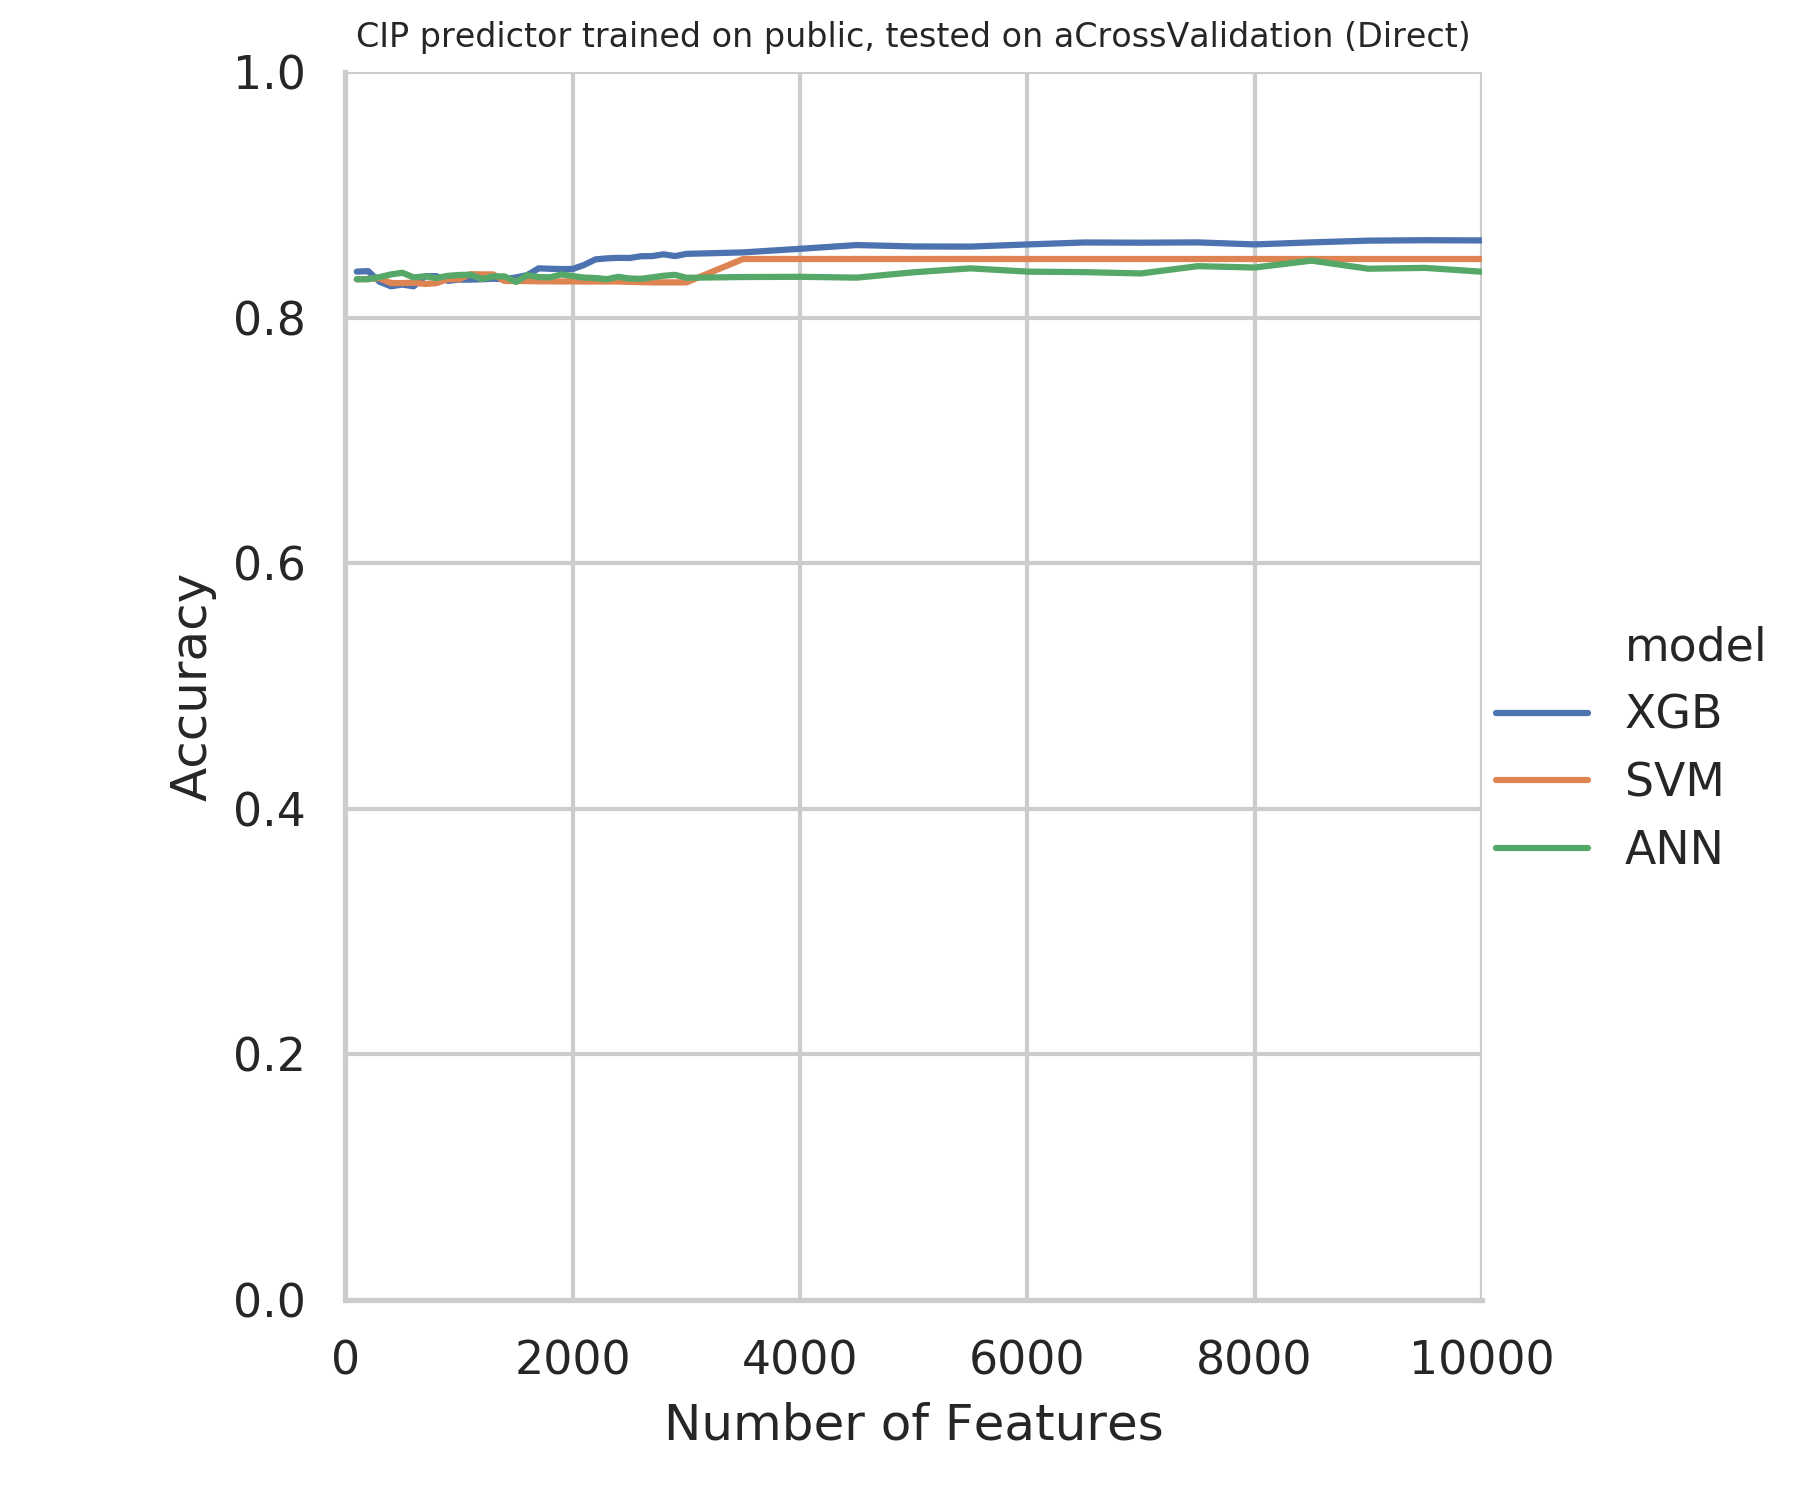 CIP predictor trained on public, tested on aCrossValidation (Direct)
1.0
0.8
0.6
0.4
0.2
0.0
Accuracy
0 2000 4000 6000 8000 10000
Number of Features
model
XGB
SVM
ANN